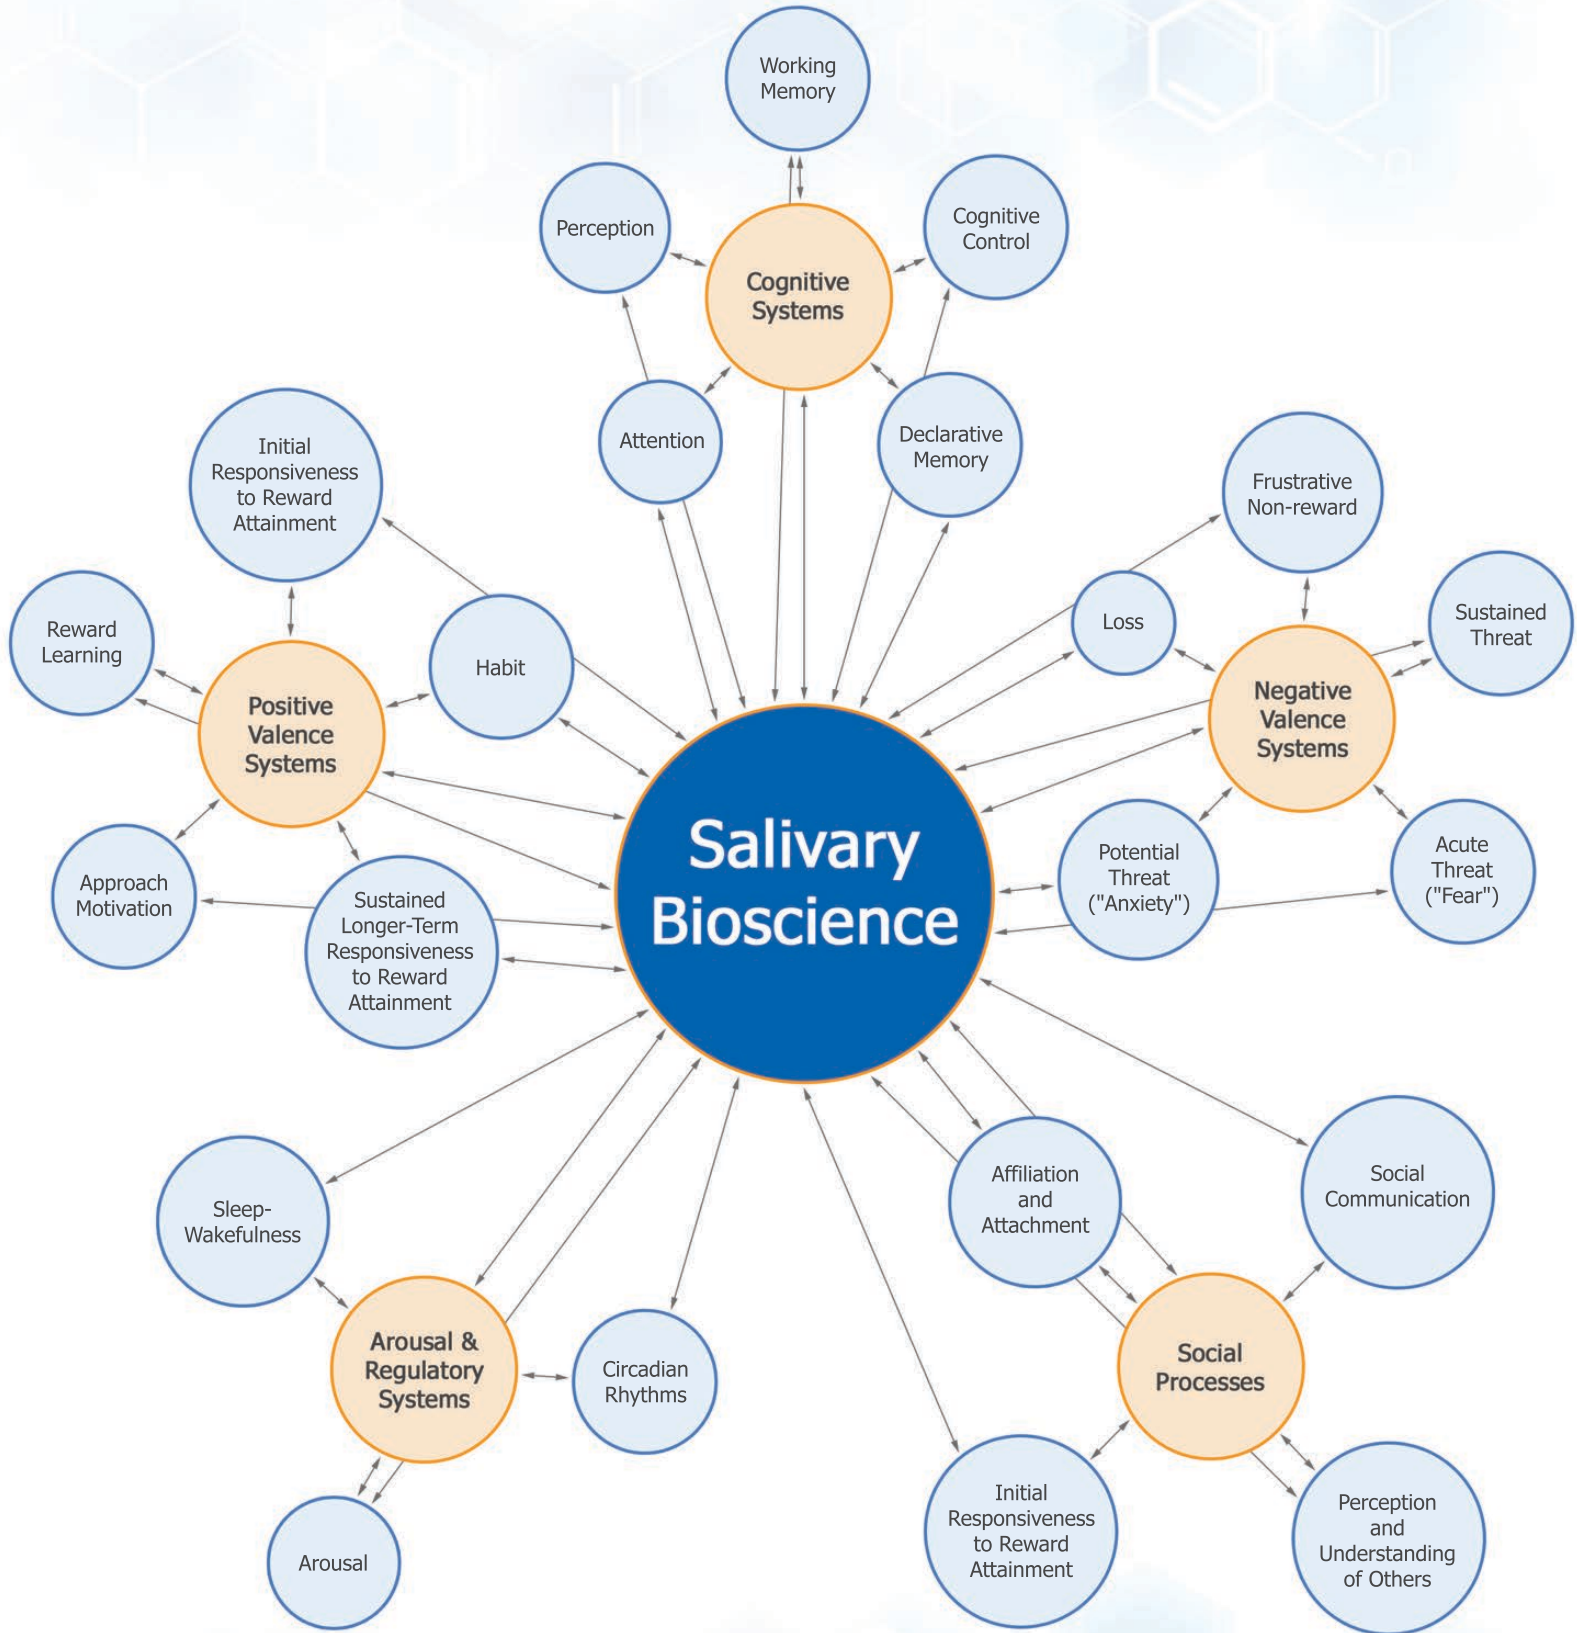 Working
Memory
Perception
Cognitive
Control
Cognitive
Systems
Attention
Declarative
Memory
Initial
Responsiveness
to Reward
Attainment
Reward
Learning
Habit
Positive
Valence
Systems
Approach
Motivation
Sustained
Longer-Term
Responsiveness
to Reward
Attainment
Frustrative
Non-reward
Loss
Sustained
Threat
Negative
Valence
Systems
Potential
Threat
("Anxiety")
Acute
Threat
("Fear")
Salivary
Bioscience
Sleep-
Wakefulness
Arousal &
Regulatory
Systems
Circadian
Rhythms
Arousal
Affiliation
and
Attachment
Social
Communication
Social
Processes
Initial
Responsiveness
to Reward
Attainment
Perception
and
Understanding
of Others